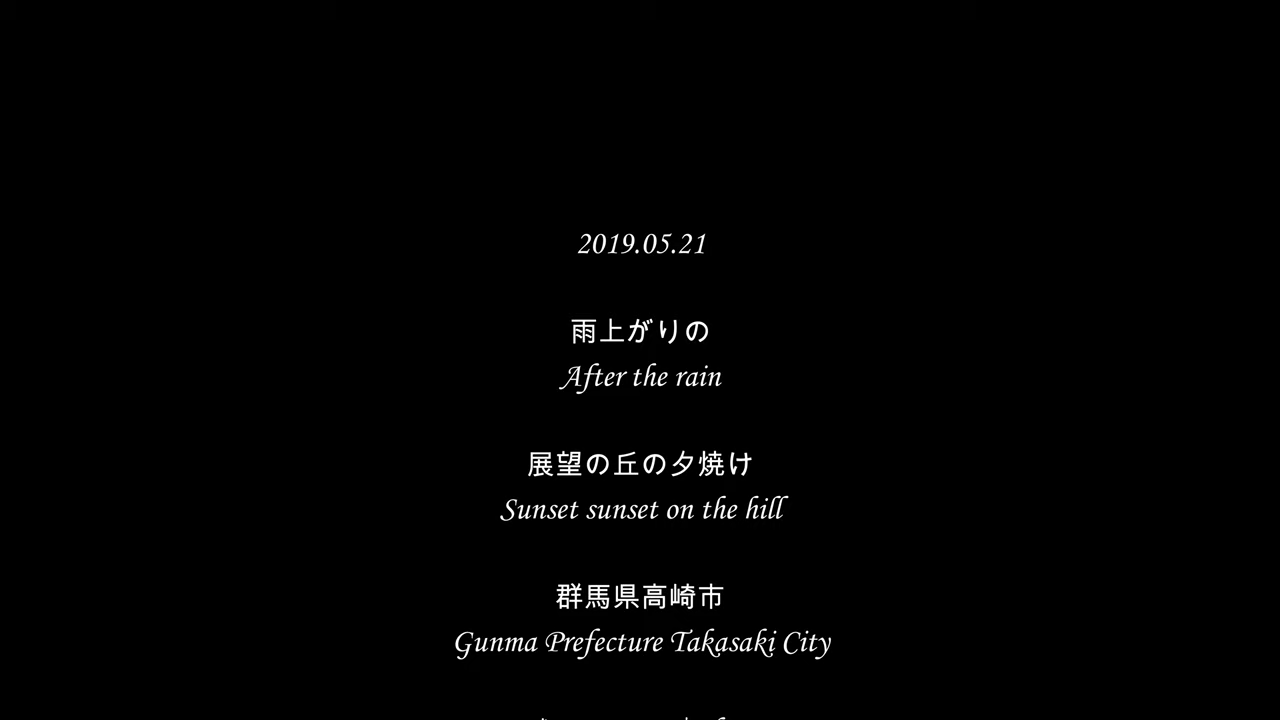 2019.05.21
雨上がりの
After the rain
展望の丘の夕焼け
Sunset sunset on the hill
群馬県高崎市
Gunma Prefecture Takasaki City